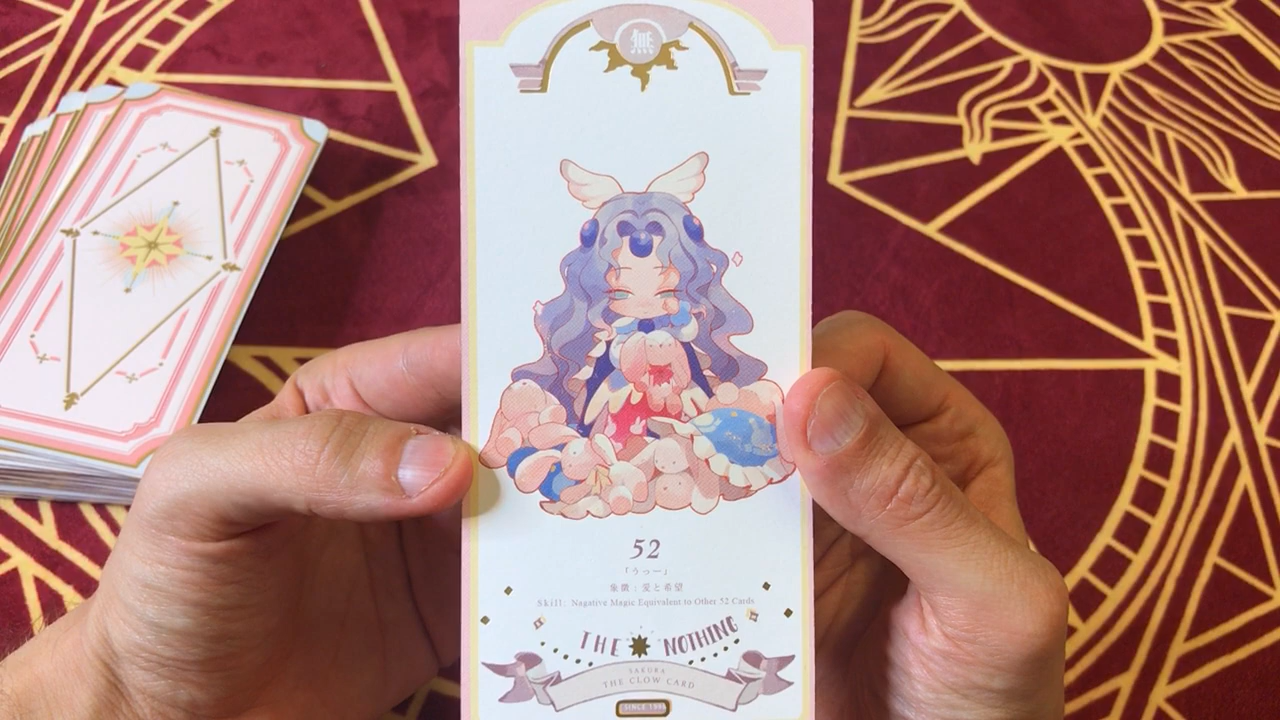 無
52
「うっー」
象徴：愛と希望
Skill: Nagative Magic Equivalent to Other 52 Cards
THE NOTHING
SAKURA
THE CLOW CARD
SINCE 1996